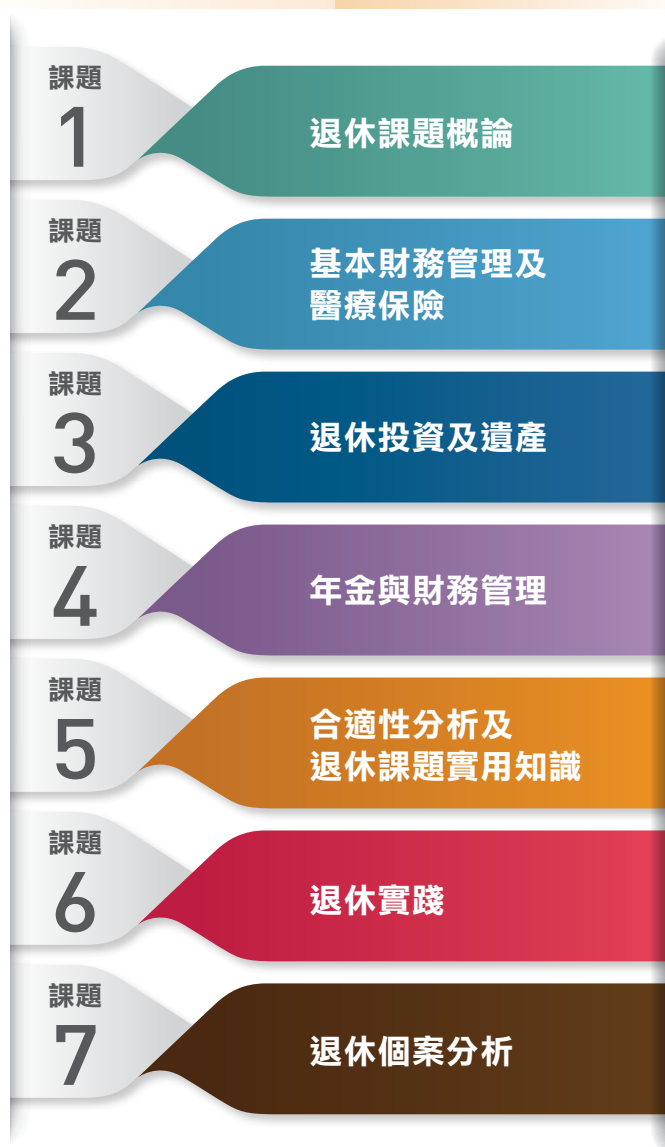 課題
1
退休課題概論
課題
2
基本財務管理及
醫療保險
課題
3
退休投資及遺產
課題
4
年金與財務管理
課題
5
合適性分析及
退休課題實用知識
課題
6
退休實踐
課題
7
退休個案分析